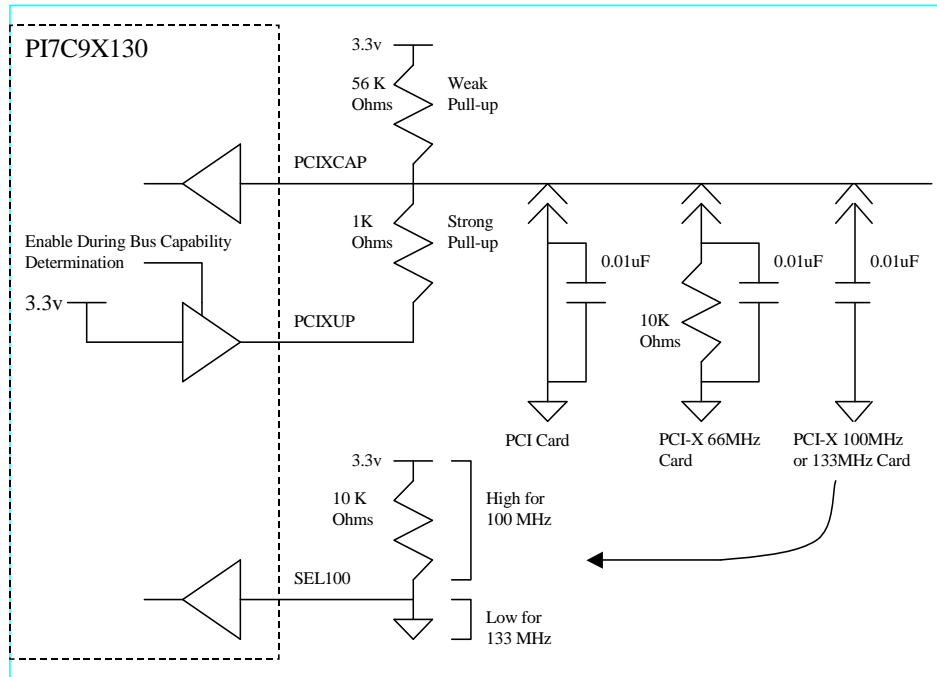 PI7C9X130
3.3v
56 K
Ohms
Weak
Pull-up
PCIXCAP
1K
Ohms
Strong
Pull-up
Enable During Bus Capability
Determination
3.3v
PCIXUP
0.01uF
0.01uF
0.01uF
10K
Ohms
PCI Card
PCI-X 66MHz
Card
PCI-X 100MHz
or 133MHz Card
3.3v
10 K
Ohms
High for
100 MHz
SEL100
Low for
133 MHz